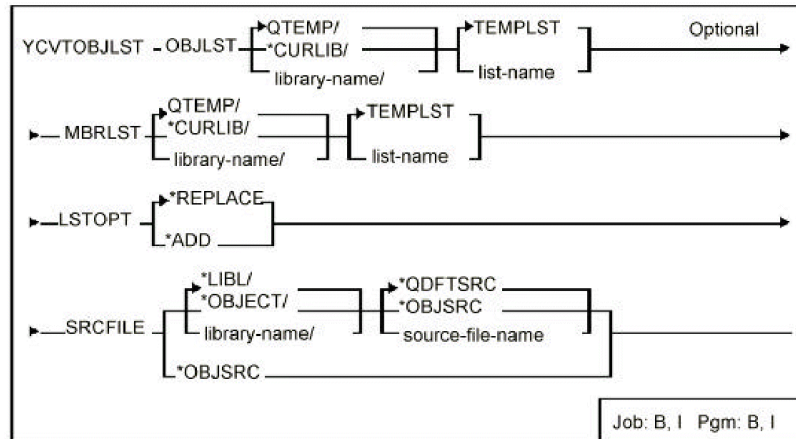 QTEMP/
TEMPLST
Optional
YCVTOBJLST OBJLST
*CURLIB/
library-name/
list-name
QTEMP/
TEMPLST
MBRLST
*CURLIB/
library-name/
list-name
*REPLACE
LSTOPT
*ADD
*LIBL/
*QDFTSRC
*OBJECT/
*OBJSRC
SRCFILE
library-name/
source-file-name
*OBJSRC
Job: B, I Pgm: B, I